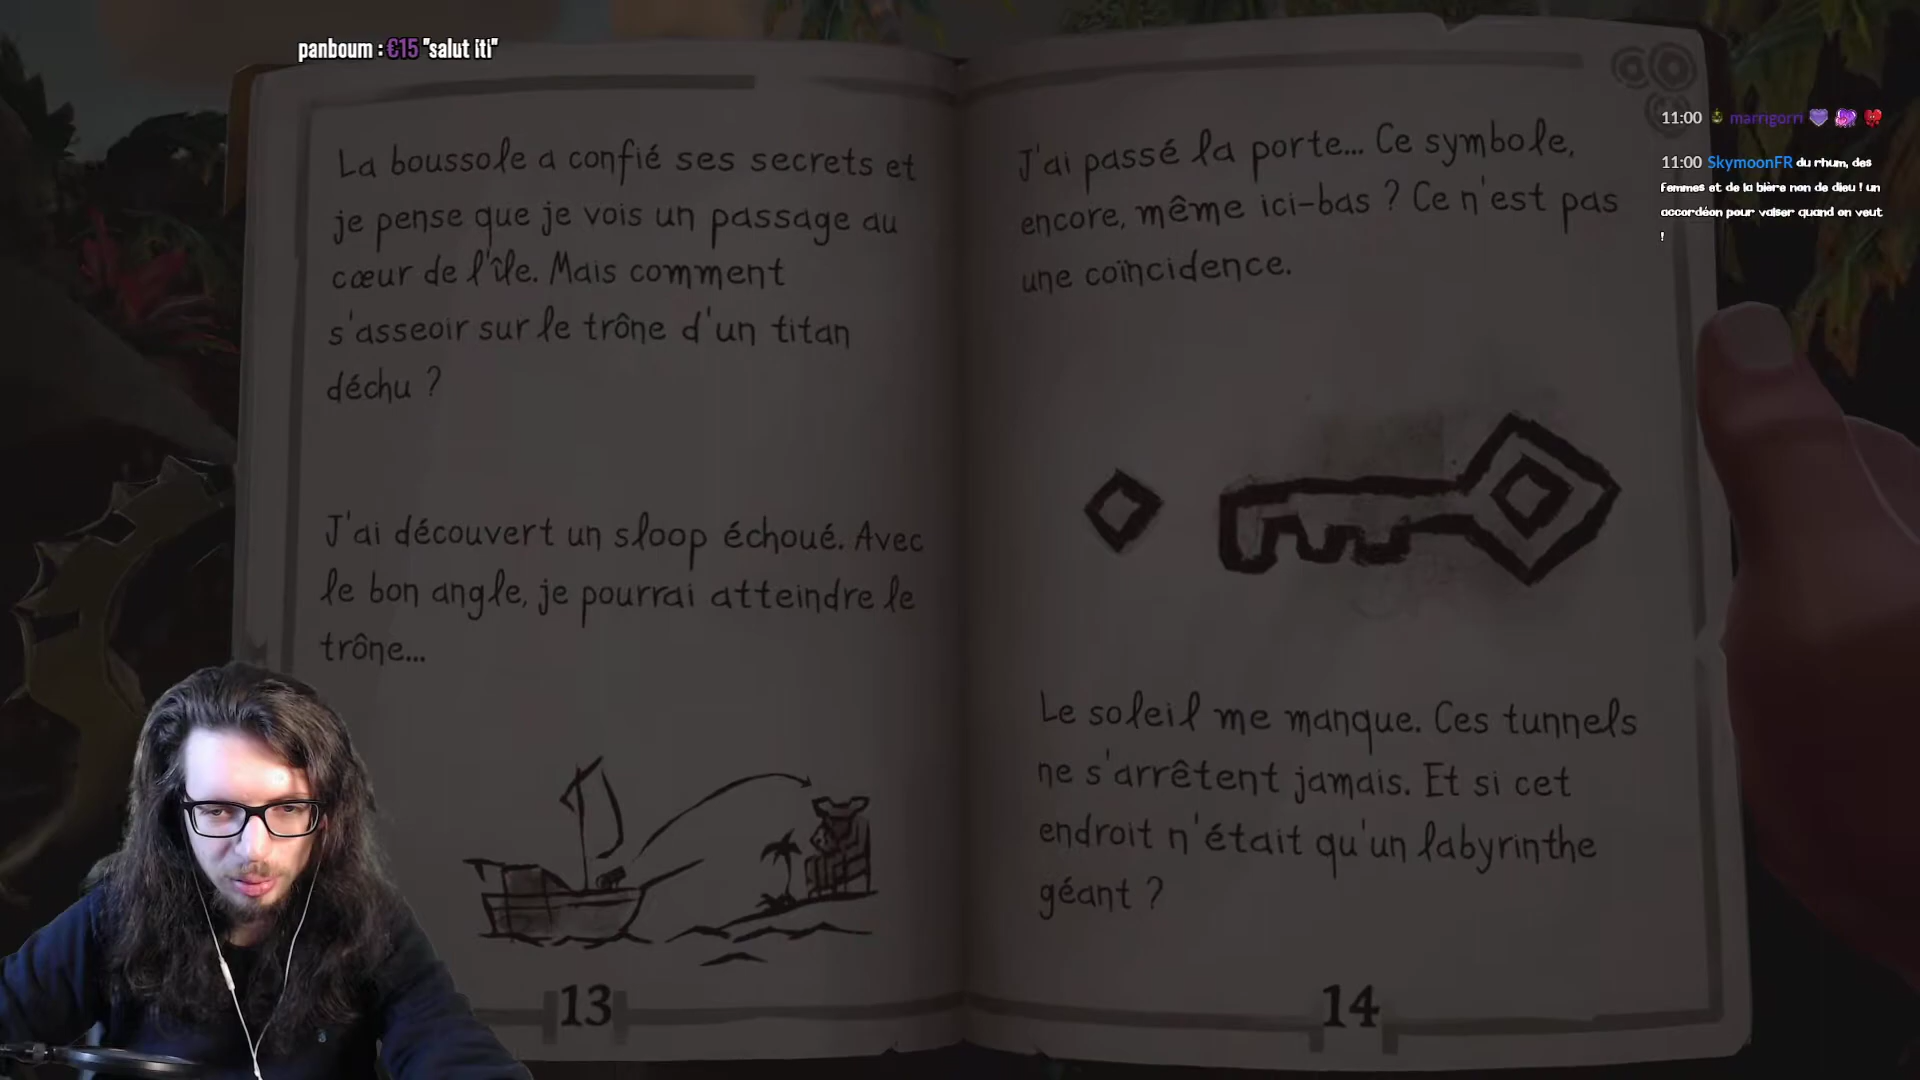 panboum : €15 "salut iti"
La boussole a confié ses secrets et
je pense que je vois un passage au
cœur de l'île. Mais comment
s'asseoir sur le trône d'un titan
déchu ?
J'ai découvert un sloop échoué. Avec
le bon angle, je pourrai atteindre le
trône...
13
J'ai passé la porte... Ce symbole,
encore, même ici-bas ? Ce n'est pas
une coïncidence.
Le soleil me manque. Ces tunnels
ne s'arrêtent jamais. Et si cet
endroit n'était qu'un labyrinthe
géant ?
14
11:00 marrigorri
11:00 SkymoonFR du rhum, des
femmes et de la bière non de dieu ! un
accordéon pour valser quand on veut
!